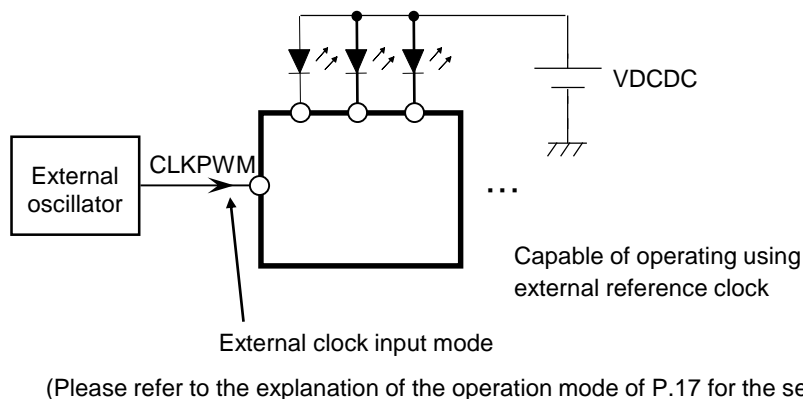 VDCDC
CLKPWM
External
oscillator
...
Capable of operating using
external reference clock
External clock input mode
(Please refer to the explanation of the operation mode of P.17 for the